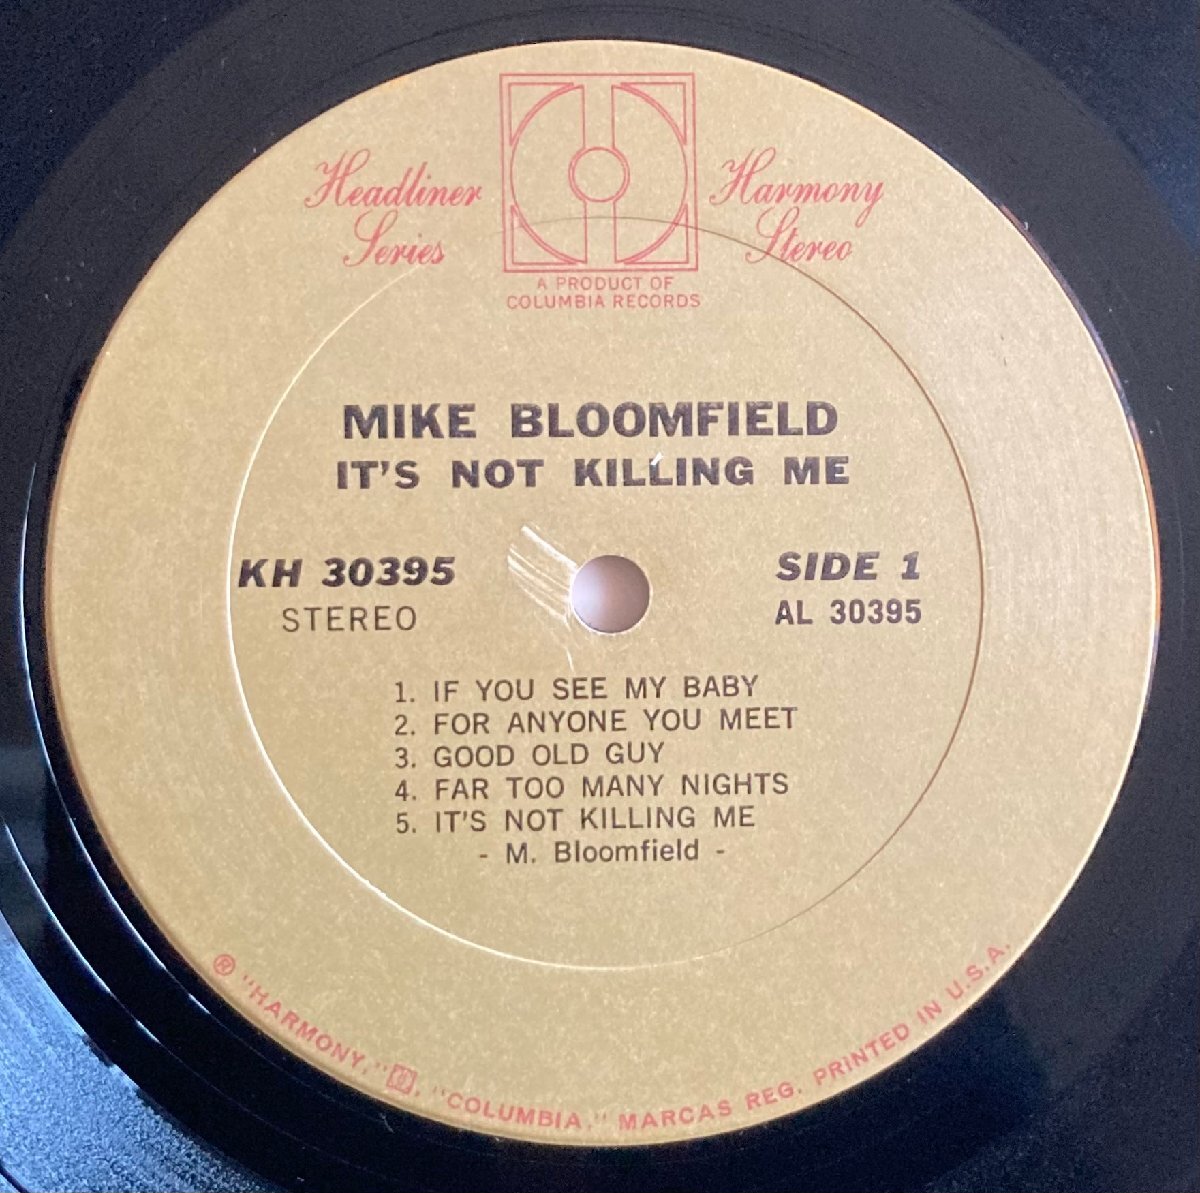 Headliner Series
Harmony Stereo
A PRODUCT OF
COLUMBIA RECORDS
MIKE BLOOMFIELD
IT'S NOT KILLING ME
KH 30395
STEREO
SIDE 1
AL 30395
1. IF YOU SEE MY BABY
2. FOR ANYONE YOU MEET
3. GOOD OLD GUY
4. FAR TOO MANY NIGHTS
5. IT'S NOT KILLING ME
- M. Bloomfield -
® "HARMONY," , "COLUMBIA," MARCAS REG. PRINTED IN U.S.A.